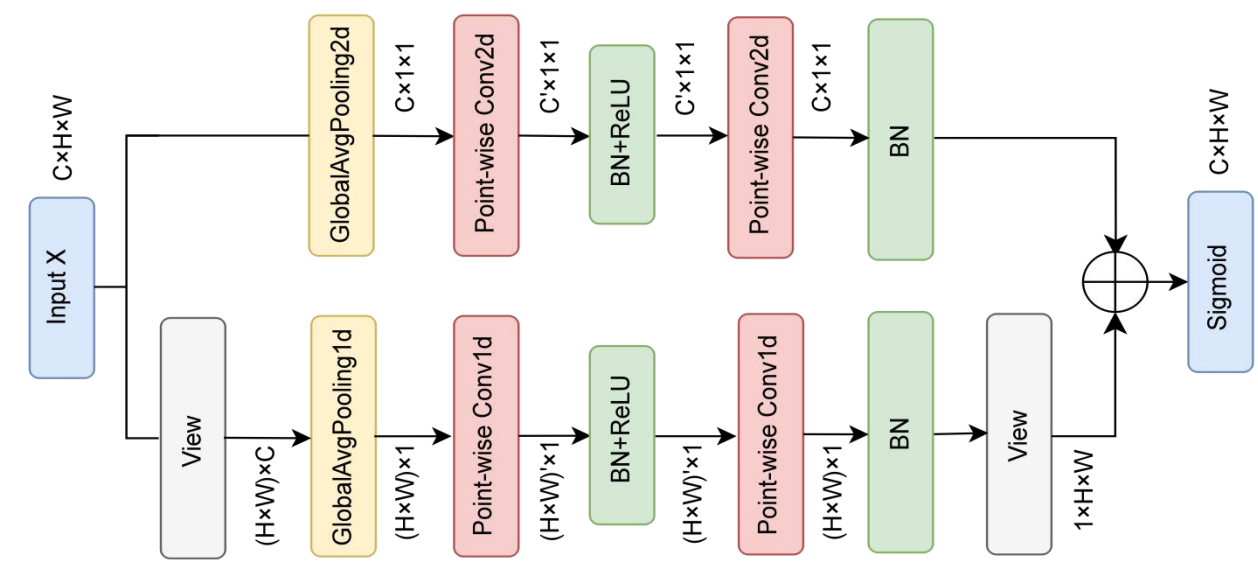 Input X
C×H×W
GlobalAvgPooling2d
C×1×1
Point-wise Conv2d
C'×1×1
BN+ReLU
C'×1×1
Point-wise Conv2d
C×1×1
BN
View
(H×W)×C
GlobalAvgPooling1d
(H×W)×1
Point-wise Conv1d
(H×W)'×1
BN+ReLU
(H×W)'×1
Point-wise Conv1d
(H×W)×1
BN
View
1×H×W
Sigmoid
C×H×W